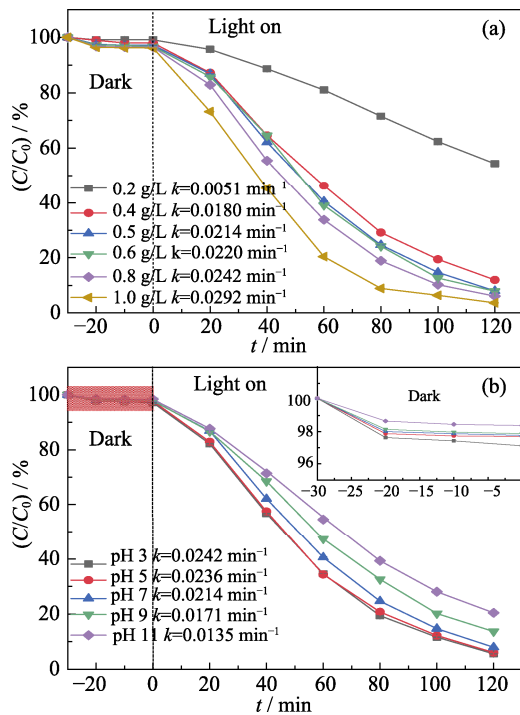 Light on
(a)
100
Dark
80
(C/C0) / %
60
40
0.2 g/L k=0.0051 min⁻¹
0.4 g/L k=0.0180 min⁻¹
0.5 g/L k=0.0214 min⁻¹
20
0.6 g/L k=0.0220 min⁻¹
0.8 g/L k=0.0242 min⁻¹
0
1.0 g/L k=0.0292 min⁻¹
−20 0 20 40 60 80 100 120
t / min
Light on
(b)
100
Dark
80
(C/C0) / %
60
40
pH 3 k=0.0242 min⁻¹
pH 5 k=0.0236 min⁻¹
20
pH 7 k=0.0214 min⁻¹
pH 9 k=0.0171 min⁻¹
0
pH 11 k=0.0135 min⁻¹
−20 0 20 40 60 80 100 120
t / min
Dark
100
98
96
−30 −25 −20 −15 −10 −5 0